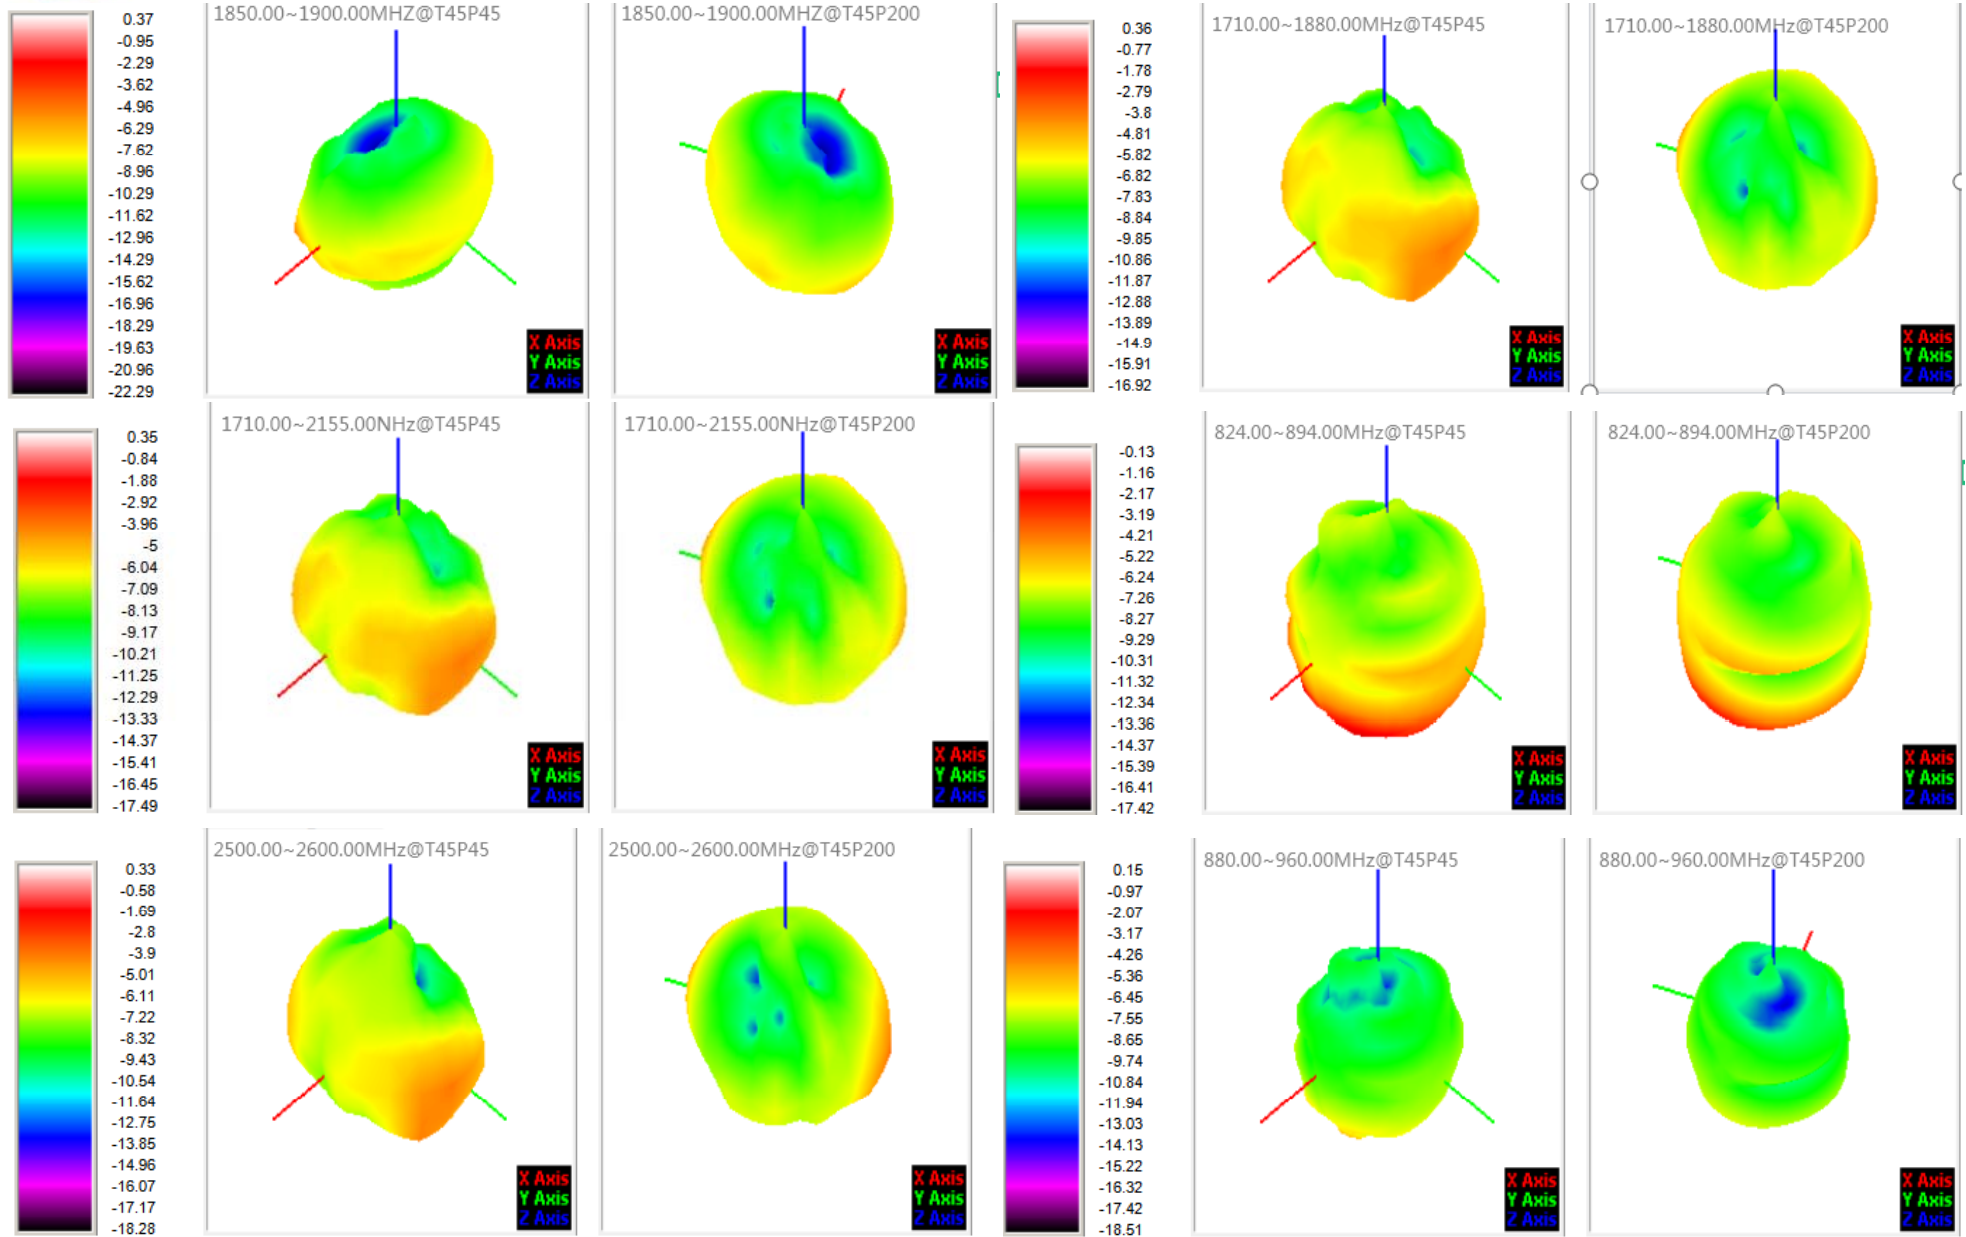 0.37
-0.95
-2.29
-3.62
-4.96
-6.29
-7.62
-8.96
-10.29
-11.62
-12.96
-14.29
-15.62
-16.96
-18.29
-19.63
-20.96
-22.29
1850.00~1900.00MHZ@T45P45
X Axis
Y Axis
Z Axis
1850.00~1900.00MHZ@T45P200
X Axis
Y Axis
Z Axis
0.36
-0.77
-1.78
-2.79
-3.8
-4.81
-5.82
-6.82
-7.83
-8.84
-9.85
-10.86
-11.87
-12.88
-13.89
-14.9
-15.91
-16.92
1710.00~1880.00MHz@T45P45
X Axis
Y Axis
Z Axis
1710.00~1880.00MHz@T45P200
X Axis
Y Axis
Z Axis
0.35
-0.84
-1.88
-2.92
-3.96
-5
-6.04
-7.09
-8.13
-9.17
-10.21
-11.25
-12.29
-13.33
-14.37
-15.41
-16.45
-17.49
1710.00~2155.00NHz@T45P45
X Axis
Y Axis
Z Axis
1710.00~2155.00NHz@T45P200
X Axis
Y Axis
Z Axis
-0.13
-1.16
-2.17
-3.19
-4.21
-5.22
-6.24
-7.26
-8.27
-9.29
-10.31
-11.32
-12.34
-13.36
-14.37
-15.39
-16.41
-17.42
824.00~894.00MHz@T45P45
X Axis
Y Axis
Z Axis
824.00~894.00MHz@T45P200
X Axis
Y Axis
Z Axis
0.33
-0.58
-1.69
-2.8
-3.9
-5.01
-6.11
-7.22
-8.32
-9.43
-10.54
-11.64
-12.75
-13.85
-14.96
-16.07
-17.17
-18.28
2500.00~2600.00MHz@T45P45
X Axis
Y Axis
Z Axis
2500.00~2600.00MHz@T45P200
X Axis
Y Axis
Z Axis
0.15
-0.97
-2.07
-3.17
-4.26
-5.36
-6.45
-7.55
-8.65
-9.74
-10.84
-11.94
-13.03
-14.13
-15.22
-16.32
-17.42
-18.51
880.00~960.00MHz@T45P45
X Axis
Y Axis
Z Axis
880.00~960.00MHz@T45P200
X Axis
Y Axis
Z Axis